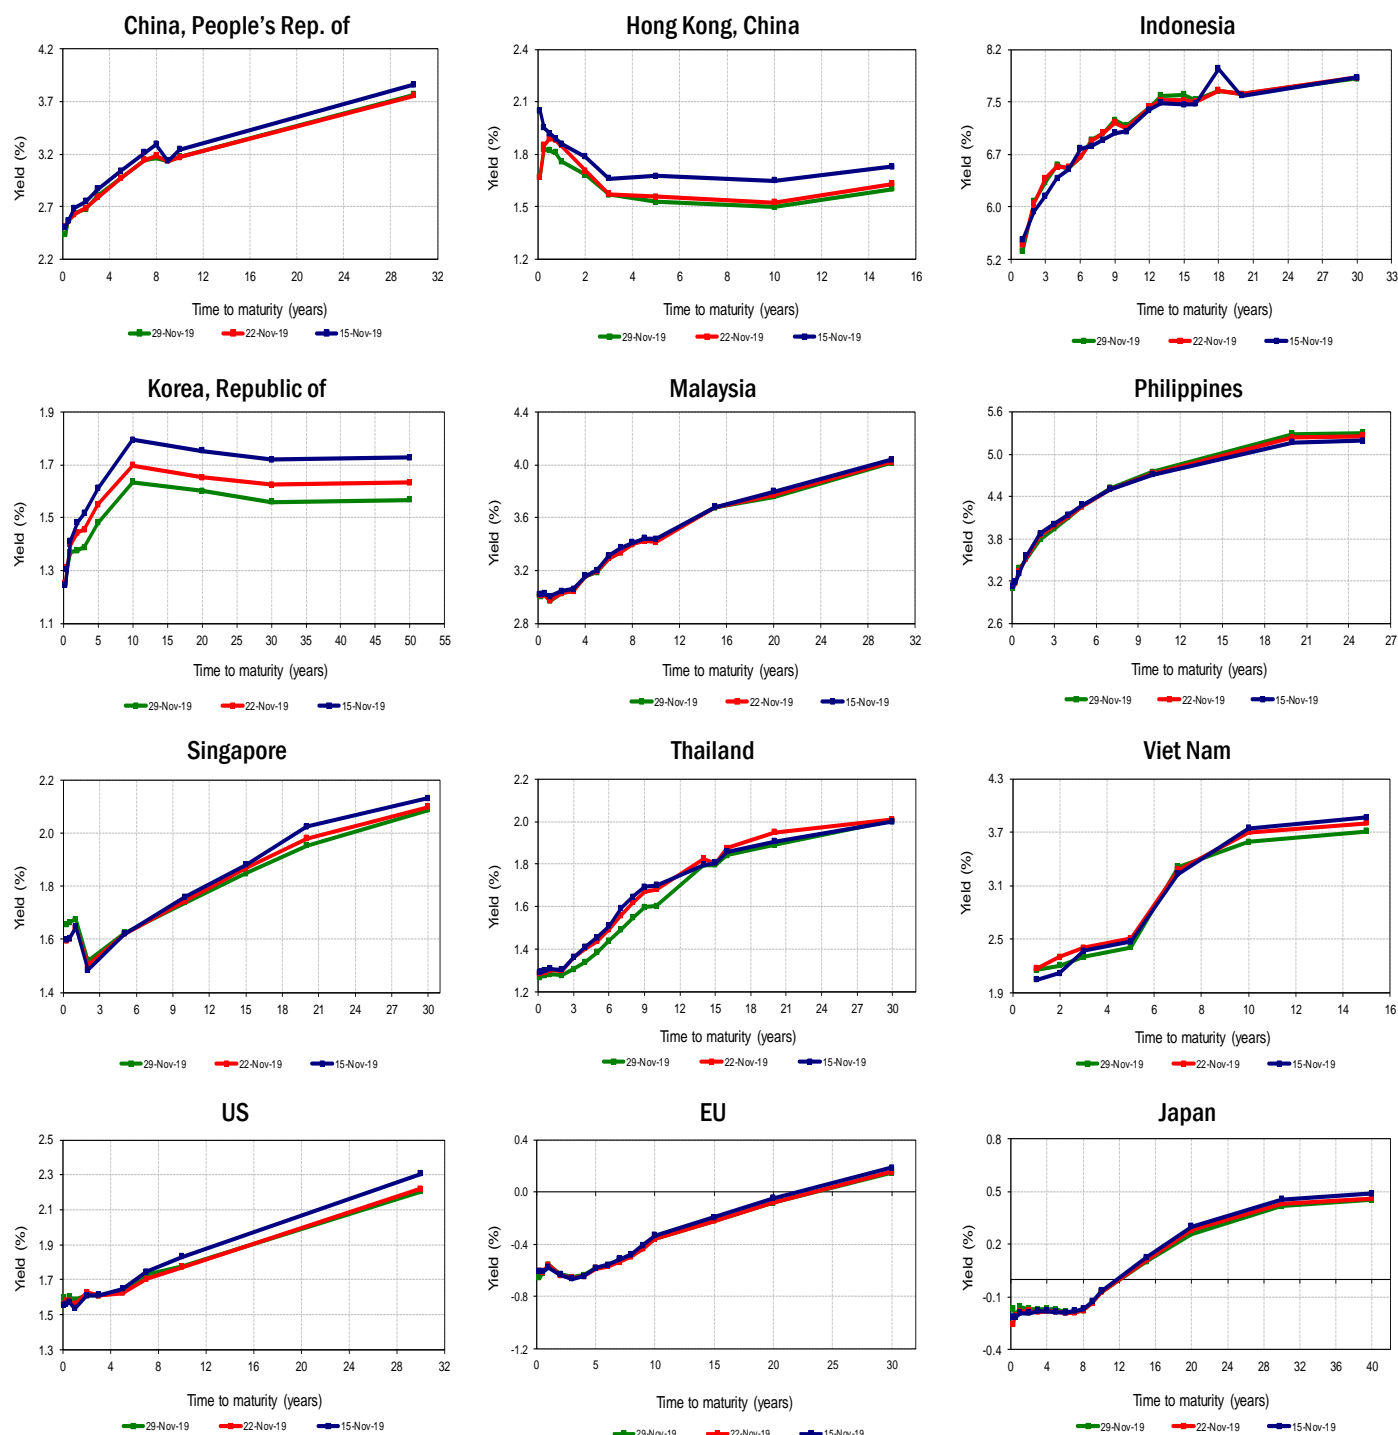 China, People's Rep. of
4.2
3.7
3.2
2.7
2.2
Yield (%)
0 4 8 12 16 20 24 28 32
Time to maturity (years)
29-Nov-19 22-Nov-19 15-Nov-19
Hong Kong, China
2.4
2.1
1.8
1.5
1.2
Yield (%)
0 2 4 6 8 10 12 14 16
Time to maturity (years)
29-Nov-19 22-Nov-19 15-Nov-19
Indonesia
8.2
7.5
6.7
6.0
5.2
Yield (%)
0 3 6 9 12 15 18 21 24 27 30 33
Time to maturity (years)
29-Nov-19 22-Nov-19 15-Nov-19
Korea, Republic of
1.9
1.7
1.5
1.3
1.1
Yield (%)
0 5 10 15 20 25 30 35 40 45 50 55
Time to maturity (years)
29-Nov-19 22-Nov-19 15-Nov-19
Malaysia
4.4
4.0
3.6
3.2
2.8
Yield (%)
0 4 8 12 16 20 24 28 32
Time to maturity (years)
29-Nov-19 22-Nov-19 15-Nov-19
Philippines
5.6
5.0
4.4
3.8
3.2
2.6
Yield (%)
0 3 6 9 12 15 18 21 24 27
Time to maturity (years)
29-Nov-19 22-Nov-19 15-Nov-19
Singapore
2.2
2.0
1.8
1.6
1.4
Yield (%)
0 3 6 9 12 15 18 21 24 27 30
Time to maturity (years)
29-Nov-19 22-Nov-19 15-Nov-19
Thailand
2.2
2.0
1.8
1.6
1.4
1.2
Yield (%)
0 3 6 9 12 15 18 21 24 27 30
Time to maturity (years)
29-Nov-19 22-Nov-19 15-Nov-19
Viet Nam
4.3
3.7
3.1
2.5
1.9
Yield (%)
0 2 4 6 8 10 12 14 16
Time to maturity (years)
29-Nov-19 22-Nov-19 15-Nov-19
US
2.5
2.3
2.1
1.9
1.7
1.5
1.3
Yield (%)
0 4 8 12 16 20 24 28 32
Time to maturity (years)
29-Nov-19 22-Nov-19 15-Nov-19
EU
0.4
0.0
-0.4
-0.8
-1.2
Yield (%)
0 5 10 15 20 25 30
Time to maturity (years)
29-Nov-19 22-Nov-19 15-Nov-19
Japan
0.8
0.5
0.2
-0.1
-0.4
Yield (%)
0 4 8 12 16 20 24 28 32 36 40
Time to maturity (years)
29-Nov-19 22-Nov-19 15-Nov-19